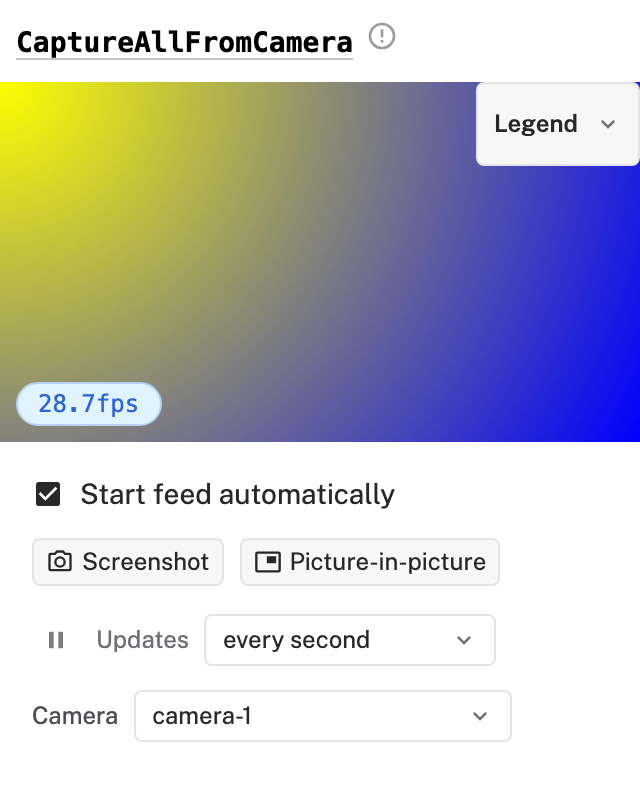 CaptureAllFromCamera
Legend
28.7fps
Start feed automatically
Screenshot
Picture-in-picture
Updates
every second
Camera
camera-1